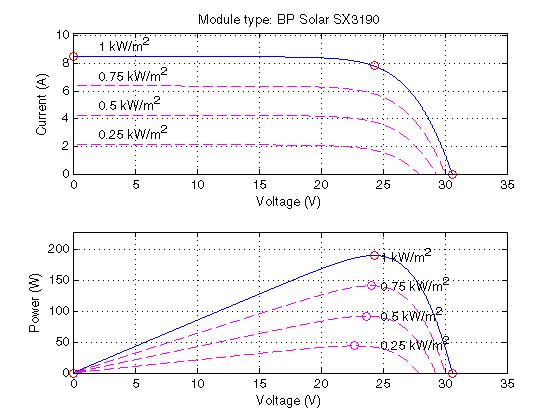 Module type: BP Solar SX3190
10
8
6
4
2
0
Current (A)
1 kW/m2
0.75 kW/m2
0.5 kW/m2
0.25 kW/m2
0 5 10 15 20 25 30 35
Voltage (V)
200
150
100
50
0
Power (W)
1 kW/m2
0.75 kW/m2
0.5 kW/m2
0.25 kW/m2
0 5 10 15 20 25 30 35
Voltage (V)